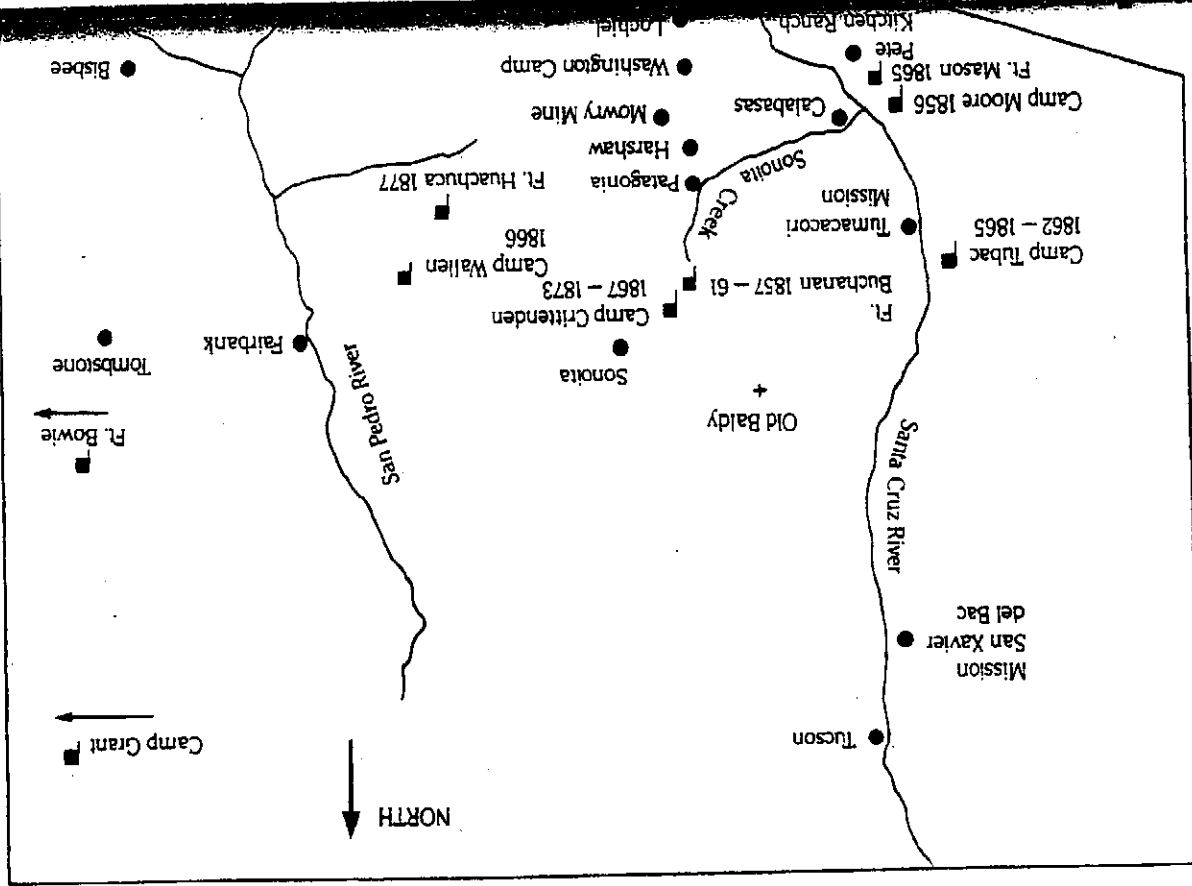 NORTH
Camp Grant
Tucson
Mission
San Xavier
del Bac
Santa Cruz River
San Pedro River
Ft. Bowie
Old Baldy
Sonoita
Tombstone
Fairbank
Camp Crittenden
1867 – 1873
Ft.
Buchanan 1857 – 61
Camp Wallen
1866
Camp Tubac
1862 – 1865
Tumacacori
Mission
Sonoita Creek
Ft. Huachuca 1877
Patagonia
Harshaw
Mowry Mine
Calabasas
Camp Moore 1856
Ft. Mason 1865
Pete
Kitchen Ranch
Washington Camp
Bisbee
Lochiel